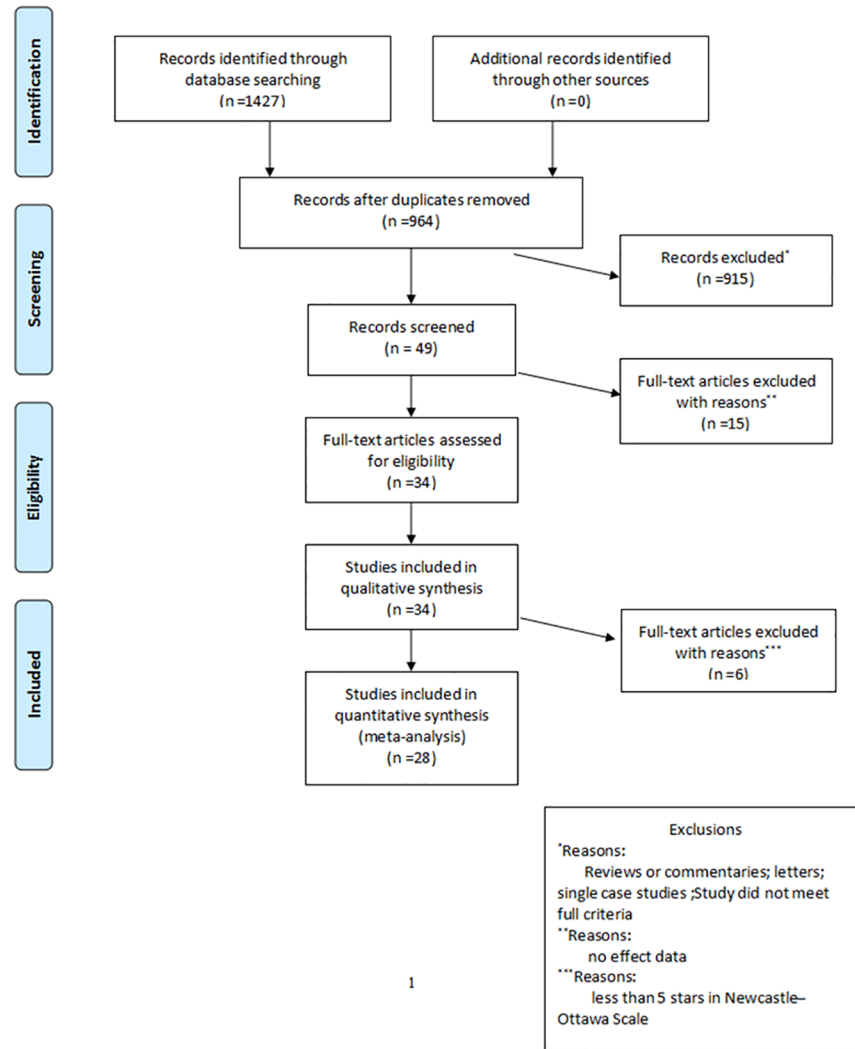 Identification
Records identified through
database searching
(n =1427)
Additional records identified
through other sources
(n =0)
Records after duplicates removed
(n =964)
Screening
Records excluded*
(n =915)
Records screened
(n = 49)
Full-text articles excluded
with reasons**
(n =15)
Eligibility
Full-text articles assessed
for eligibility
(n =34)
Studies included in
qualitative synthesis
(n =34)
Included
Full-text articles excluded
with reasons***
(n =6)
Studies included in
quantitative synthesis
(meta-analysis)
(n =28)
Exclusions
*Reasons:
Reviews or commentaries; letters;
single case studies ;Study did not meet
full criteria
**Reasons:
no effect data
***Reasons:
less than 5 stars in Newcastle–
Ottawa Scale
1